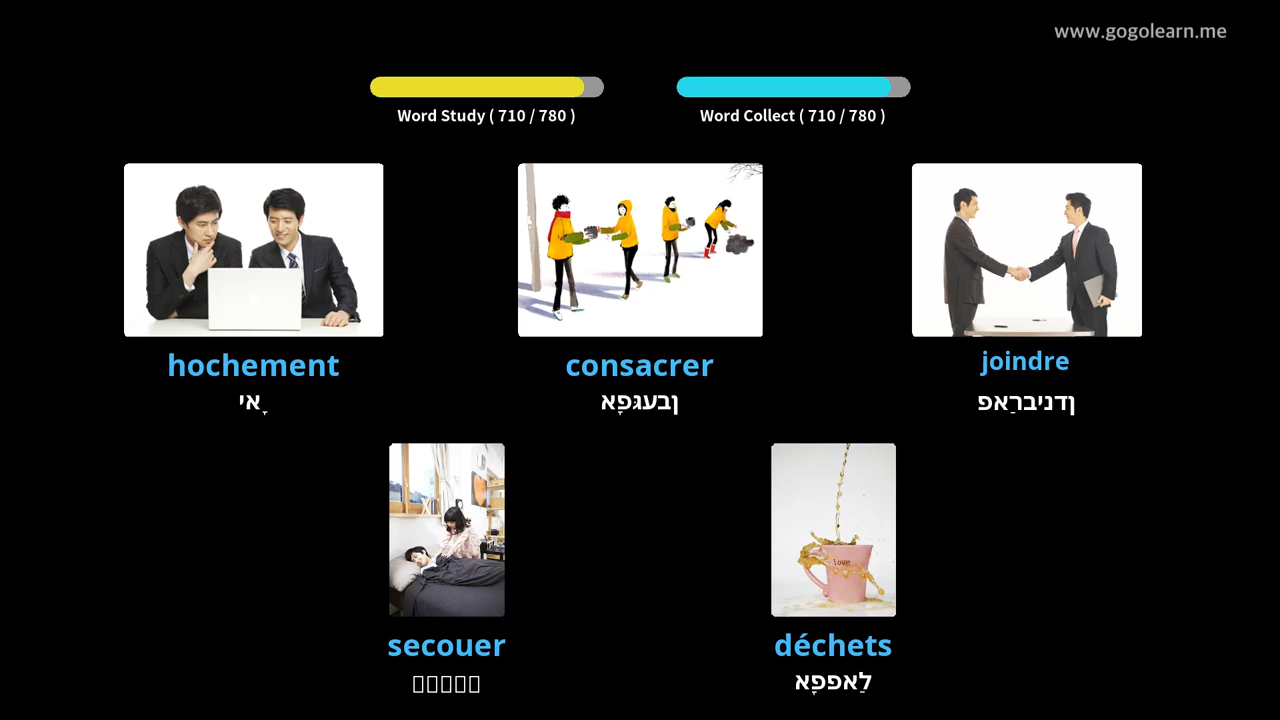 www.gogolearn.me
Word Study ( 710 / 780 ) Word Collect ( 710 / 780 )
hochement consacrer joindre
ָאי ןבעגּפָא ןדניברַאפ
secouer déchets
לַאפפָא